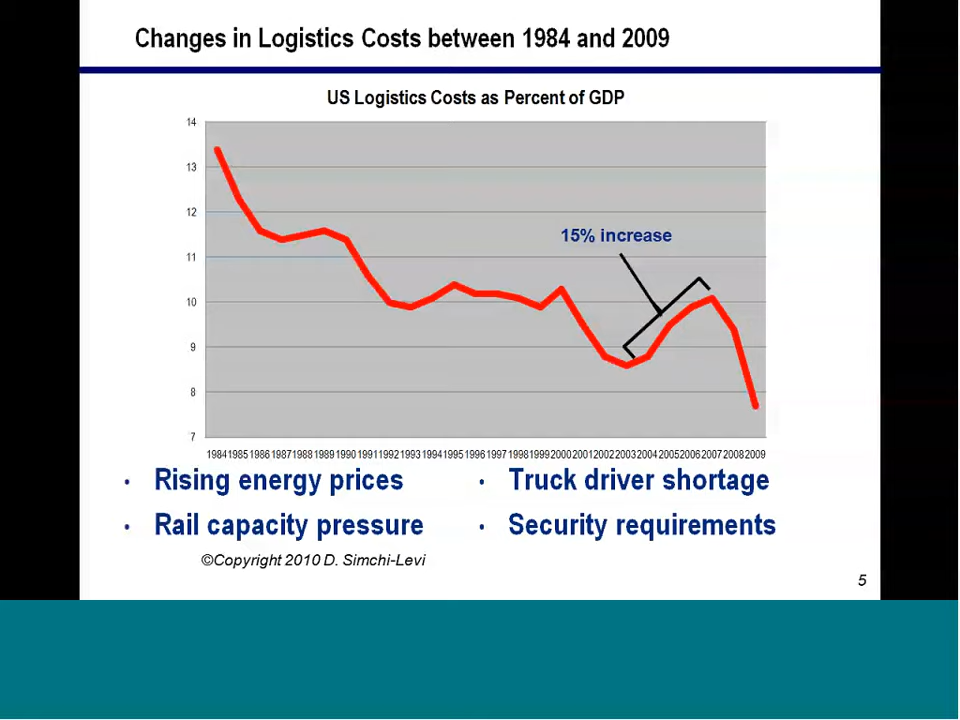 Changes in Logistics Costs between 1984 and 2009
US Logistics Costs as Percent of GDP
14
13
12
11
10
9
8
7
15% increase
1984 1985 1986 1987 1988 1989 1990 1991 1992 1993 1994 1995 1996 1997 1998 1999 2000 2001 2002 2003 2004 2005 2006 2007 2008 2009
• Rising energy prices
• Truck driver shortage
• Rail capacity pressure
• Security requirements
©Copyright 2010 D. Simchi-Levi
5